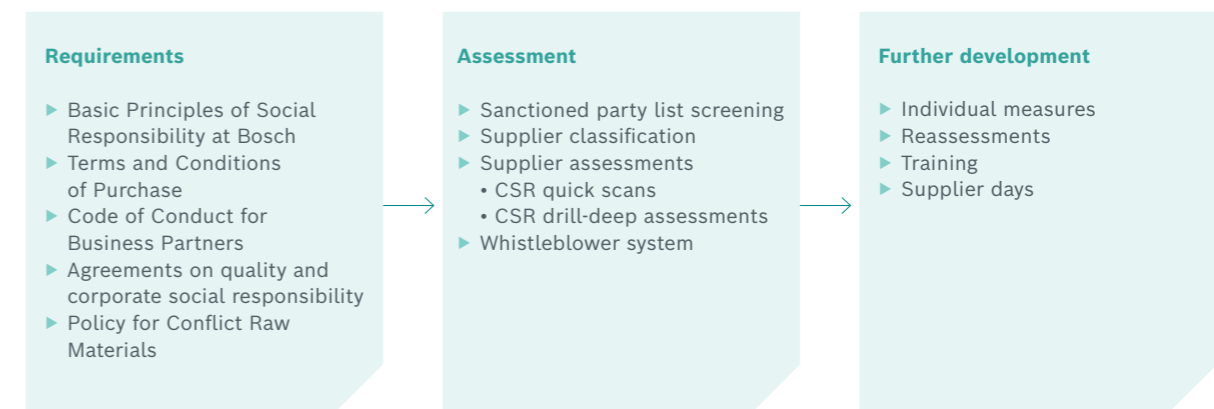 Requirements
▶ Basic Principles of Social
Responsibility at Bosch
▶ Terms and Conditions
of Purchase
▶ Code of Conduct for
Business Partners
▶ Agreements on quality and
corporate social responsibility
▶ Policy for Conflict Raw
Materials
Assessment
▶ Sanctioned party list screening
▶ Supplier classification
▶ Supplier assessments
• CSR quick scans
• CSR drill-deep assessments
▶ Whistleblower system
Further development
▶ Individual measures
▶ Reassessments
▶ Training
▶ Supplier days